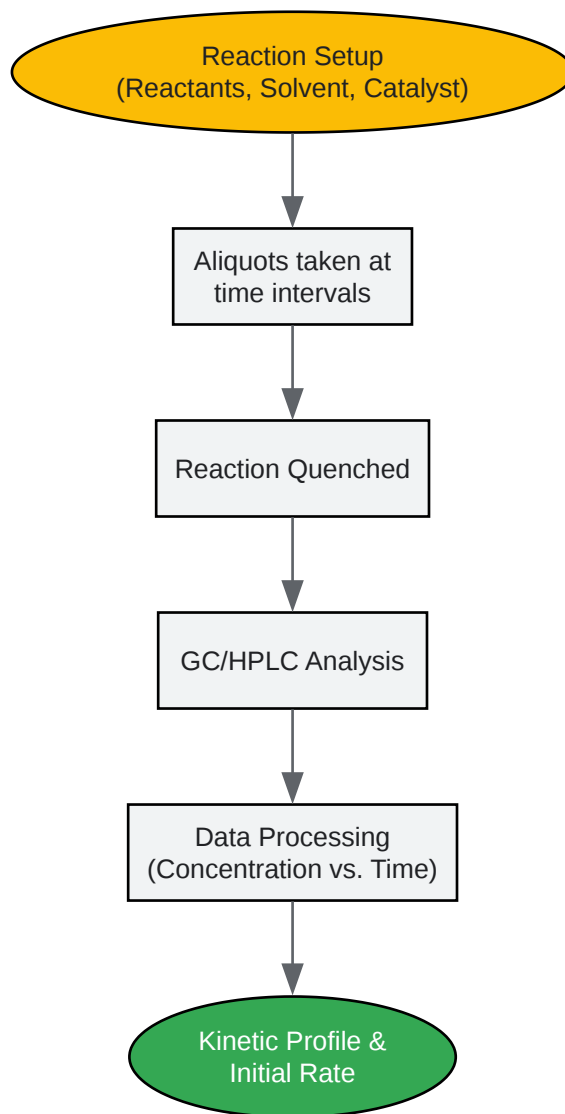 Reaction Setup
(Reactants, Solvent, Catalyst)
Aliquots taken at
time intervals
Reaction Quenched
GC/HPLC Analysis
Data Processing
(Concentration vs. Time)
Kinetic Profile &
Initial Rate